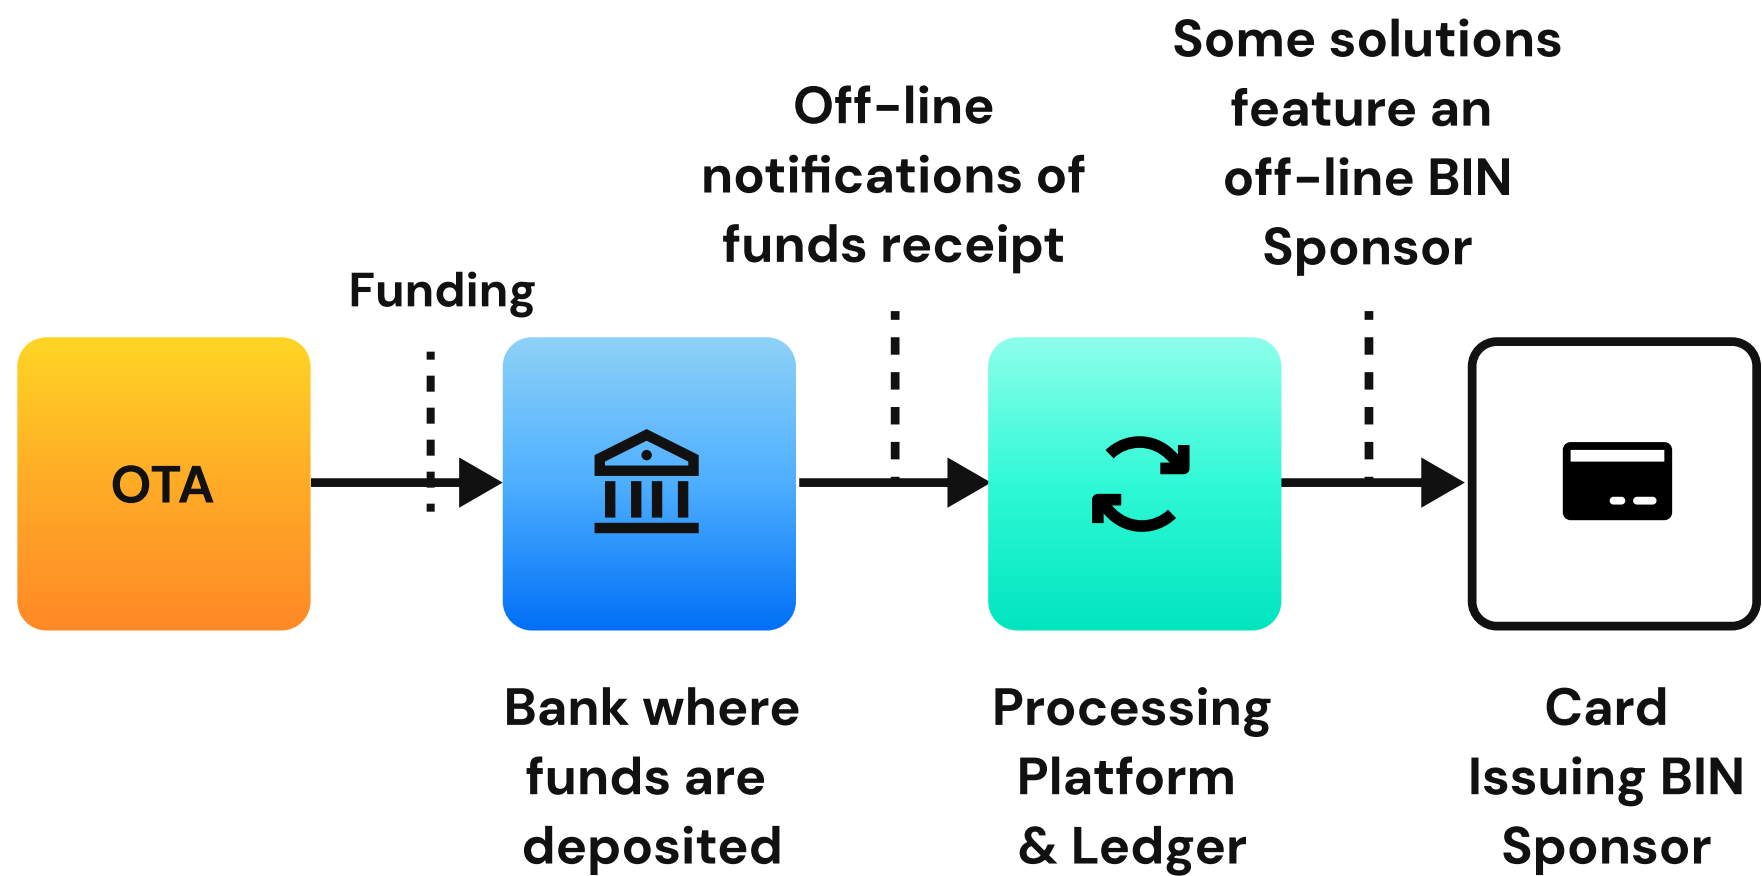 Some solutions
feature an
off-line BIN
Sponsor
Off-line
notifications of
funds receipt
Funding
OTA
Bank where
funds are
deposited
Processing
Platform
& Ledger
Card
Issuing BIN
Sponsor